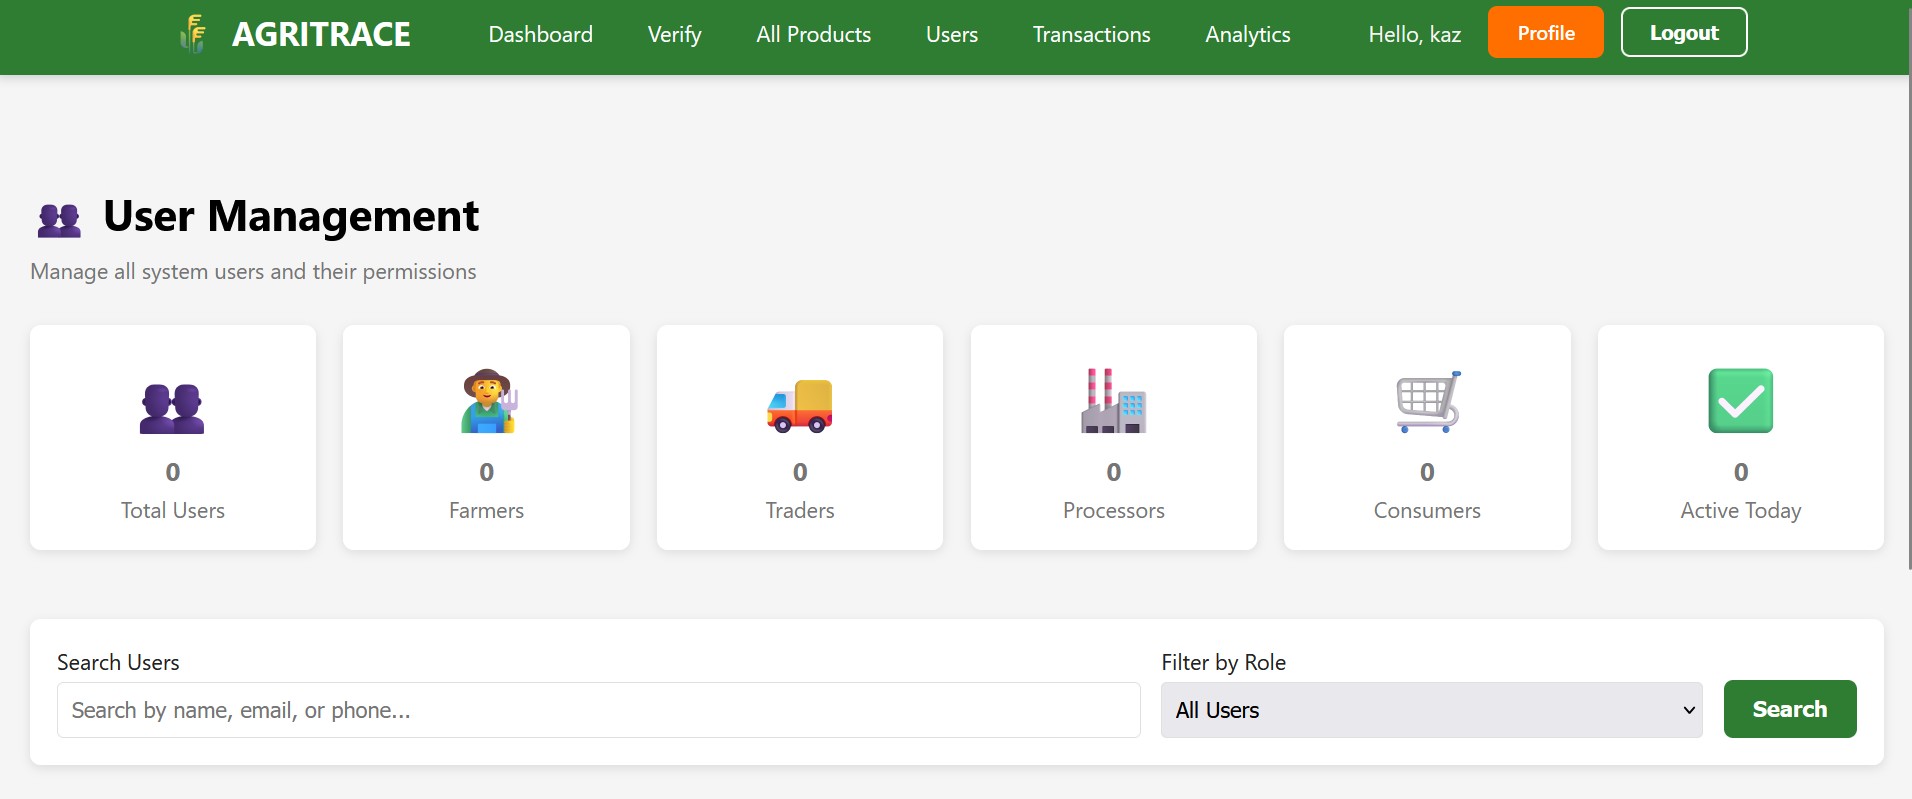 AGRITRACE Dashboard Verify All Products Users Transactions Analytics Hello, kaz Profile Logout
User Management
Manage all system users and their permissions
0 0 0 0 0 0
Total Users Farmers Traders Processors Consumers Active Today
Search Users Filter by Role
Search by name, email, or phone... All Users Search